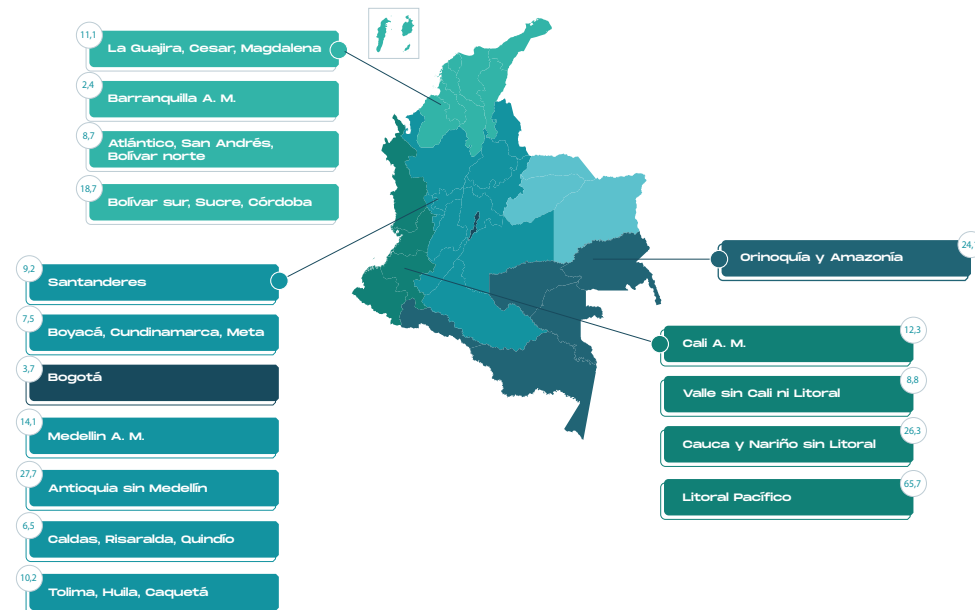 11,1
La Guajira, Cesar, Magdalena
2,4
Barranquilla A. M.
8,7
Atlántico, San Andrés,
Bolívar norte
18,7
Bolívar sur, Sucre, Córdoba
9,2
Santanderes
7,5
Boyacá, Cundinamarca, Meta
3,7
Bogotá
14,1
Medellin A. M.
27,7
Antioquia sin Medellín
6,5
Caldas, Risaralda, Quindío
10,2
Tolima, Huila, Caquetá
Orinoquía y Amazonía
12,3
Cali A. M.
8,8
Valle sin Cali ni Litoral
26,3
Cauca y Nariño sin Litoral
65,7
Litoral Pacífico